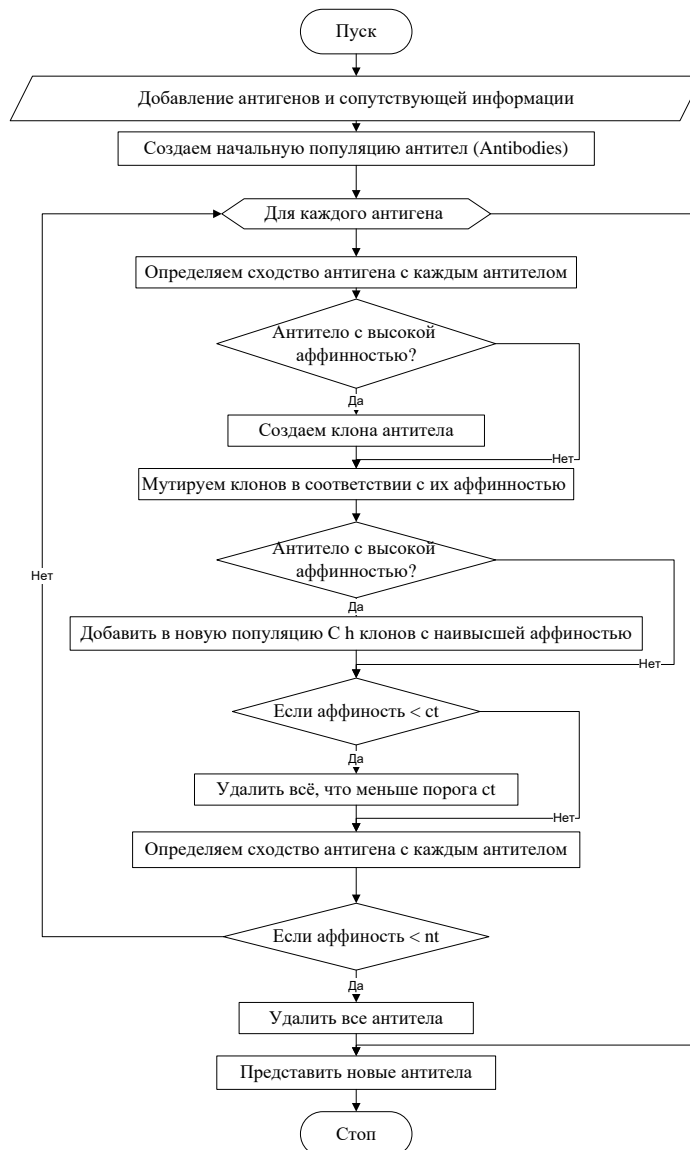 Пуск
Добавление антигенов и сопутствующей информации
Создаем начальную популяцию антител (Antibodies)
Для каждого антигена
Определяем сходство антигена с каждым антителом
Антитело с высокой
аффинностью?
Да
Создаем клона антитела
Нет
Мутируем клонов в соответствии с их аффинностью
Антитело с высокой
аффинностью?
Нет
Да
Добавить в новую популяцию C h клонов с наивысшей аффиностью
Нет
Если аффиность < ct
Да
Удалить всё, что меньше порога ct
Нет
Определяем сходство антигена с каждым антителом
Если аффиность < nt
Да
Удалить все антитела
Представить новые антитела
Стоп